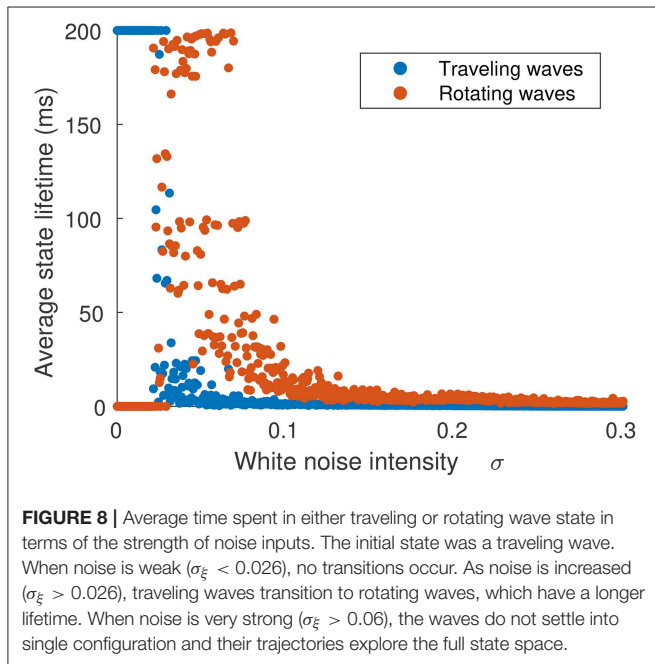 200
150
100
50
0
Average state lifetime (ms)
Traveling waves
Rotating waves
0
0.1
0.2
0.3
White noise intensity σ
FIGURE 8 | Average time spent in either traveling or rotating wave state in
terms of the strength of noise inputs. The initial state was a traveling wave.
When noise is weak (σξ < 0.026), no transitions occur. As noise is increased
(σξ > 0.026), traveling waves transition to rotating waves, which have a longer
lifetime. When noise is very strong (σξ > 0.06), the waves do not settle into
single configuration and their trajectories explore the full state space.